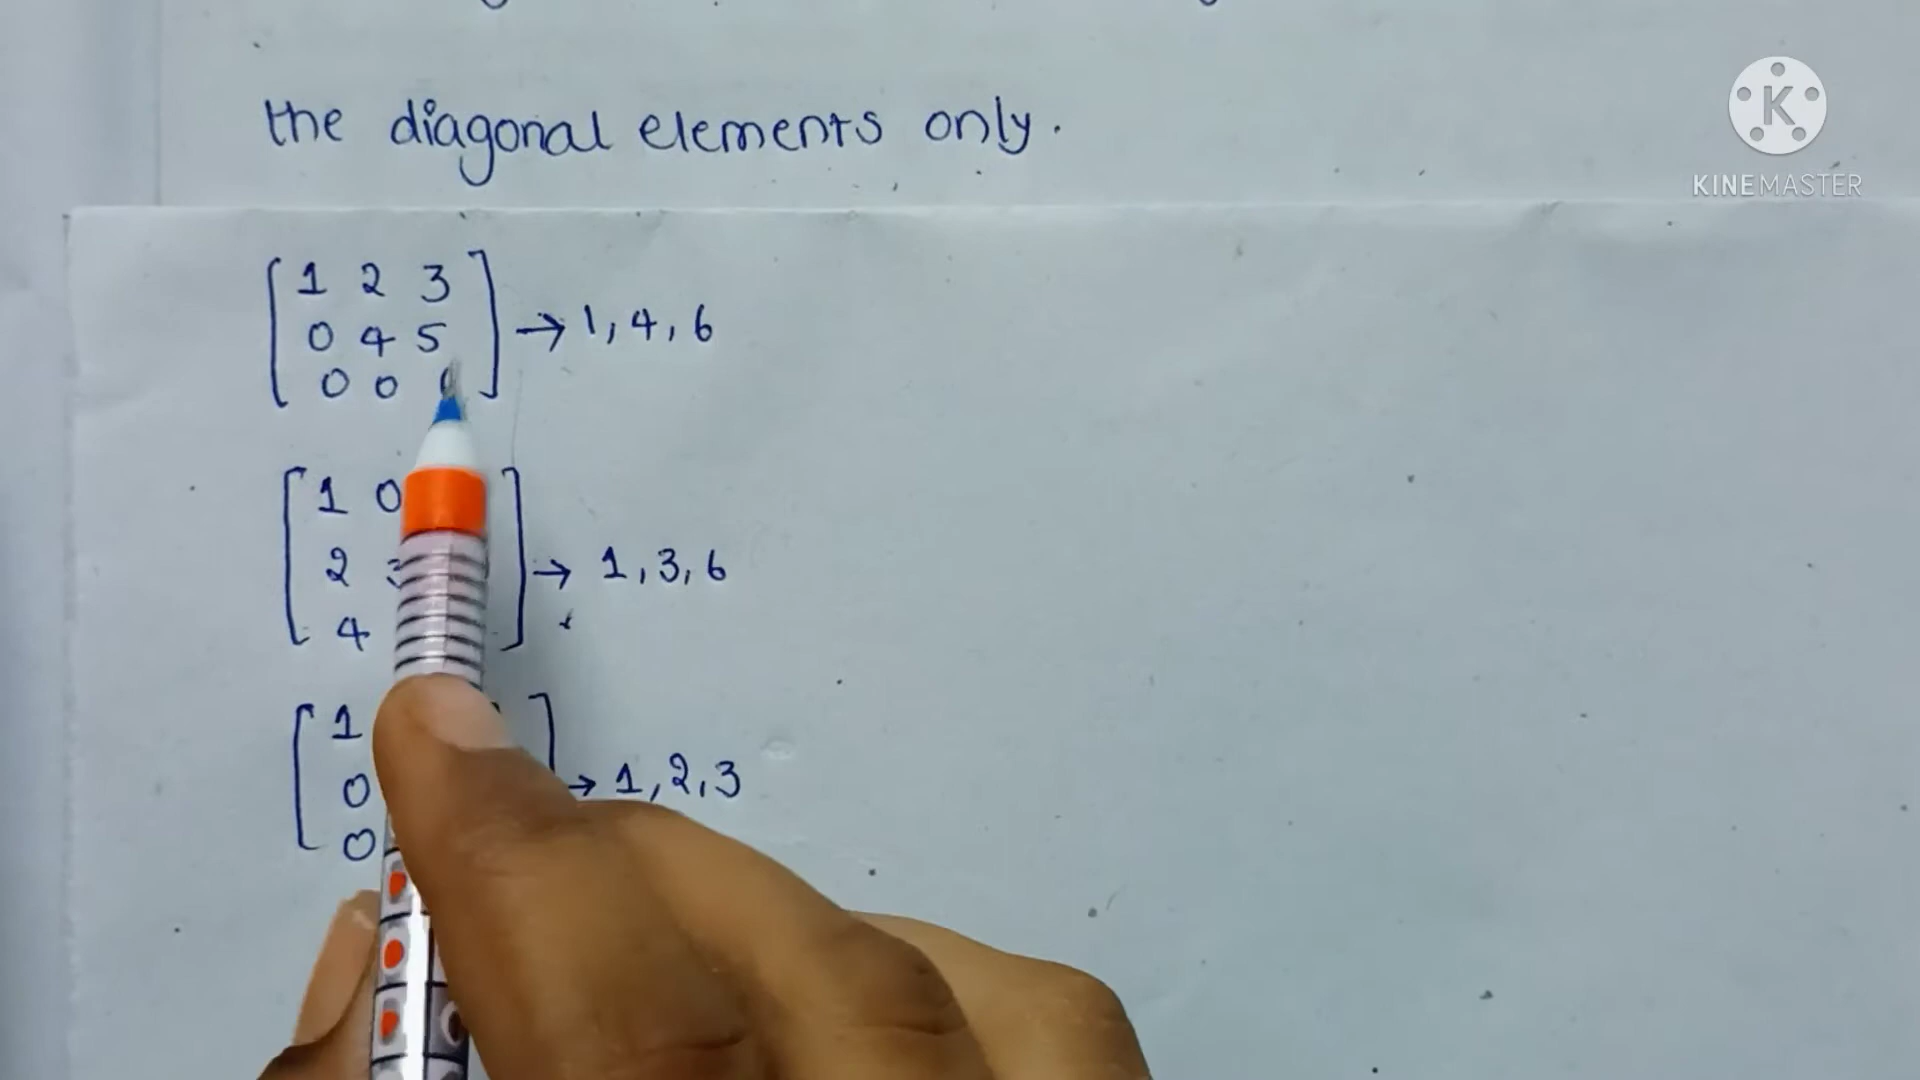 the diagonal elements only.
KINEMASTER
1 2 3
0 4 5 → 1, 4, 6
0 0
1 0
2 → 1, 3, 6
4
1
0 → 1, 2, 3
0